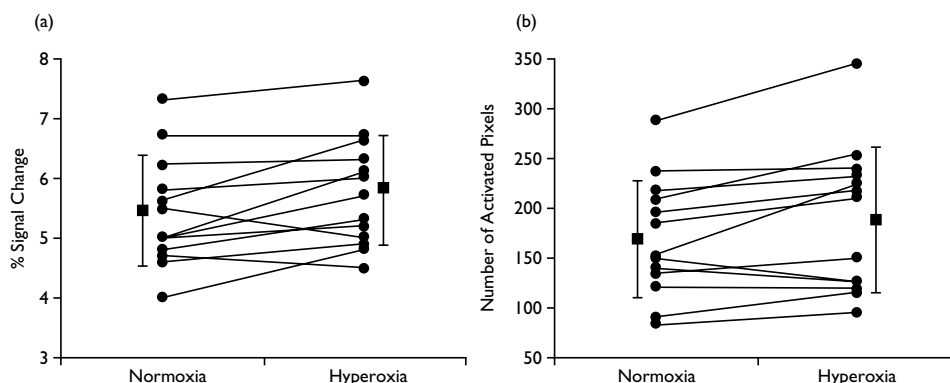 (a)
8
7
6
5
4
3
% Signal Change
Normoxia
Hyperoxia
(b)
350
300
250
200
150
100
50
Number of Activated Pixels
Normoxia
Hyperoxia